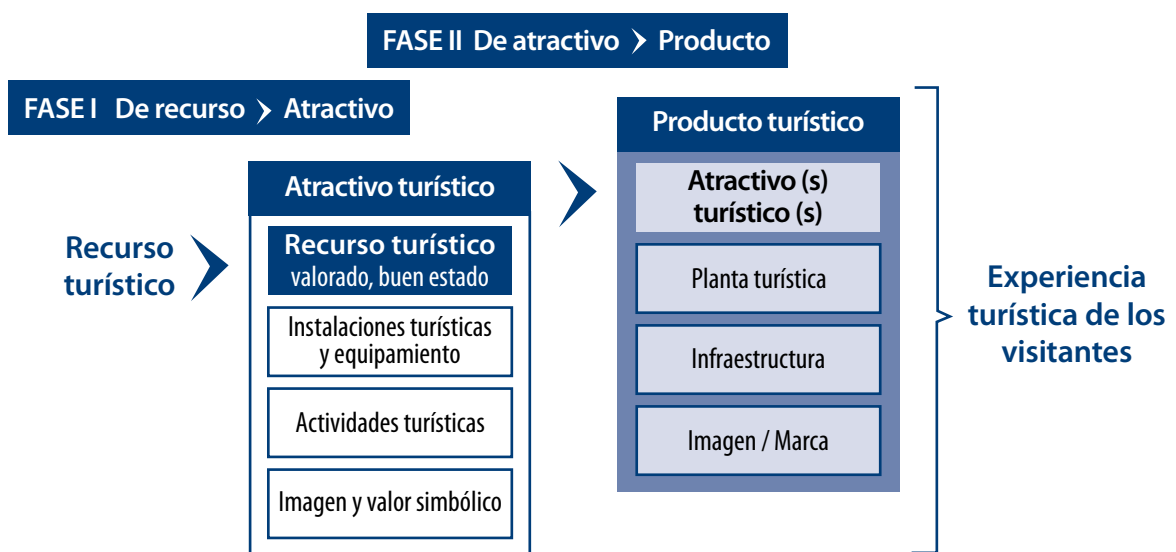 FASE II De atractivo > Producto
FASE I De recurso > Atractivo
Recurso
turístico
Atractivo turístico
Recurso turístico
valorado, buen estado
Instalaciones turísticas
y equipamiento
Actividades turísticas
Imagen y valor simbólico
Producto turístico
Atractivo (s)
turístico (s)
Planta turística
Infraestructura
Imagen / Marca
Experiencia
turística de los
visitantes